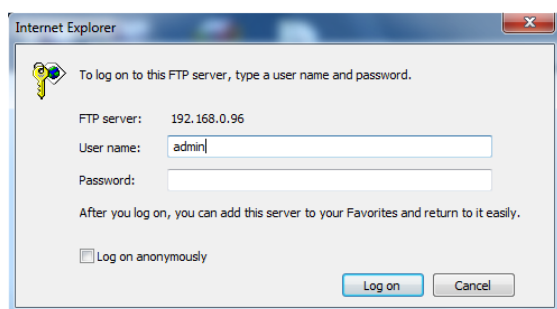 Internet Explorer
To log on to this FTP server, type a user name and password.
FTP server: 192.168.0.96
User name: admin
Password:
After you log on, you can add this server to your Favorites and return to it easily.
Log on anonymously
Log on Cancel